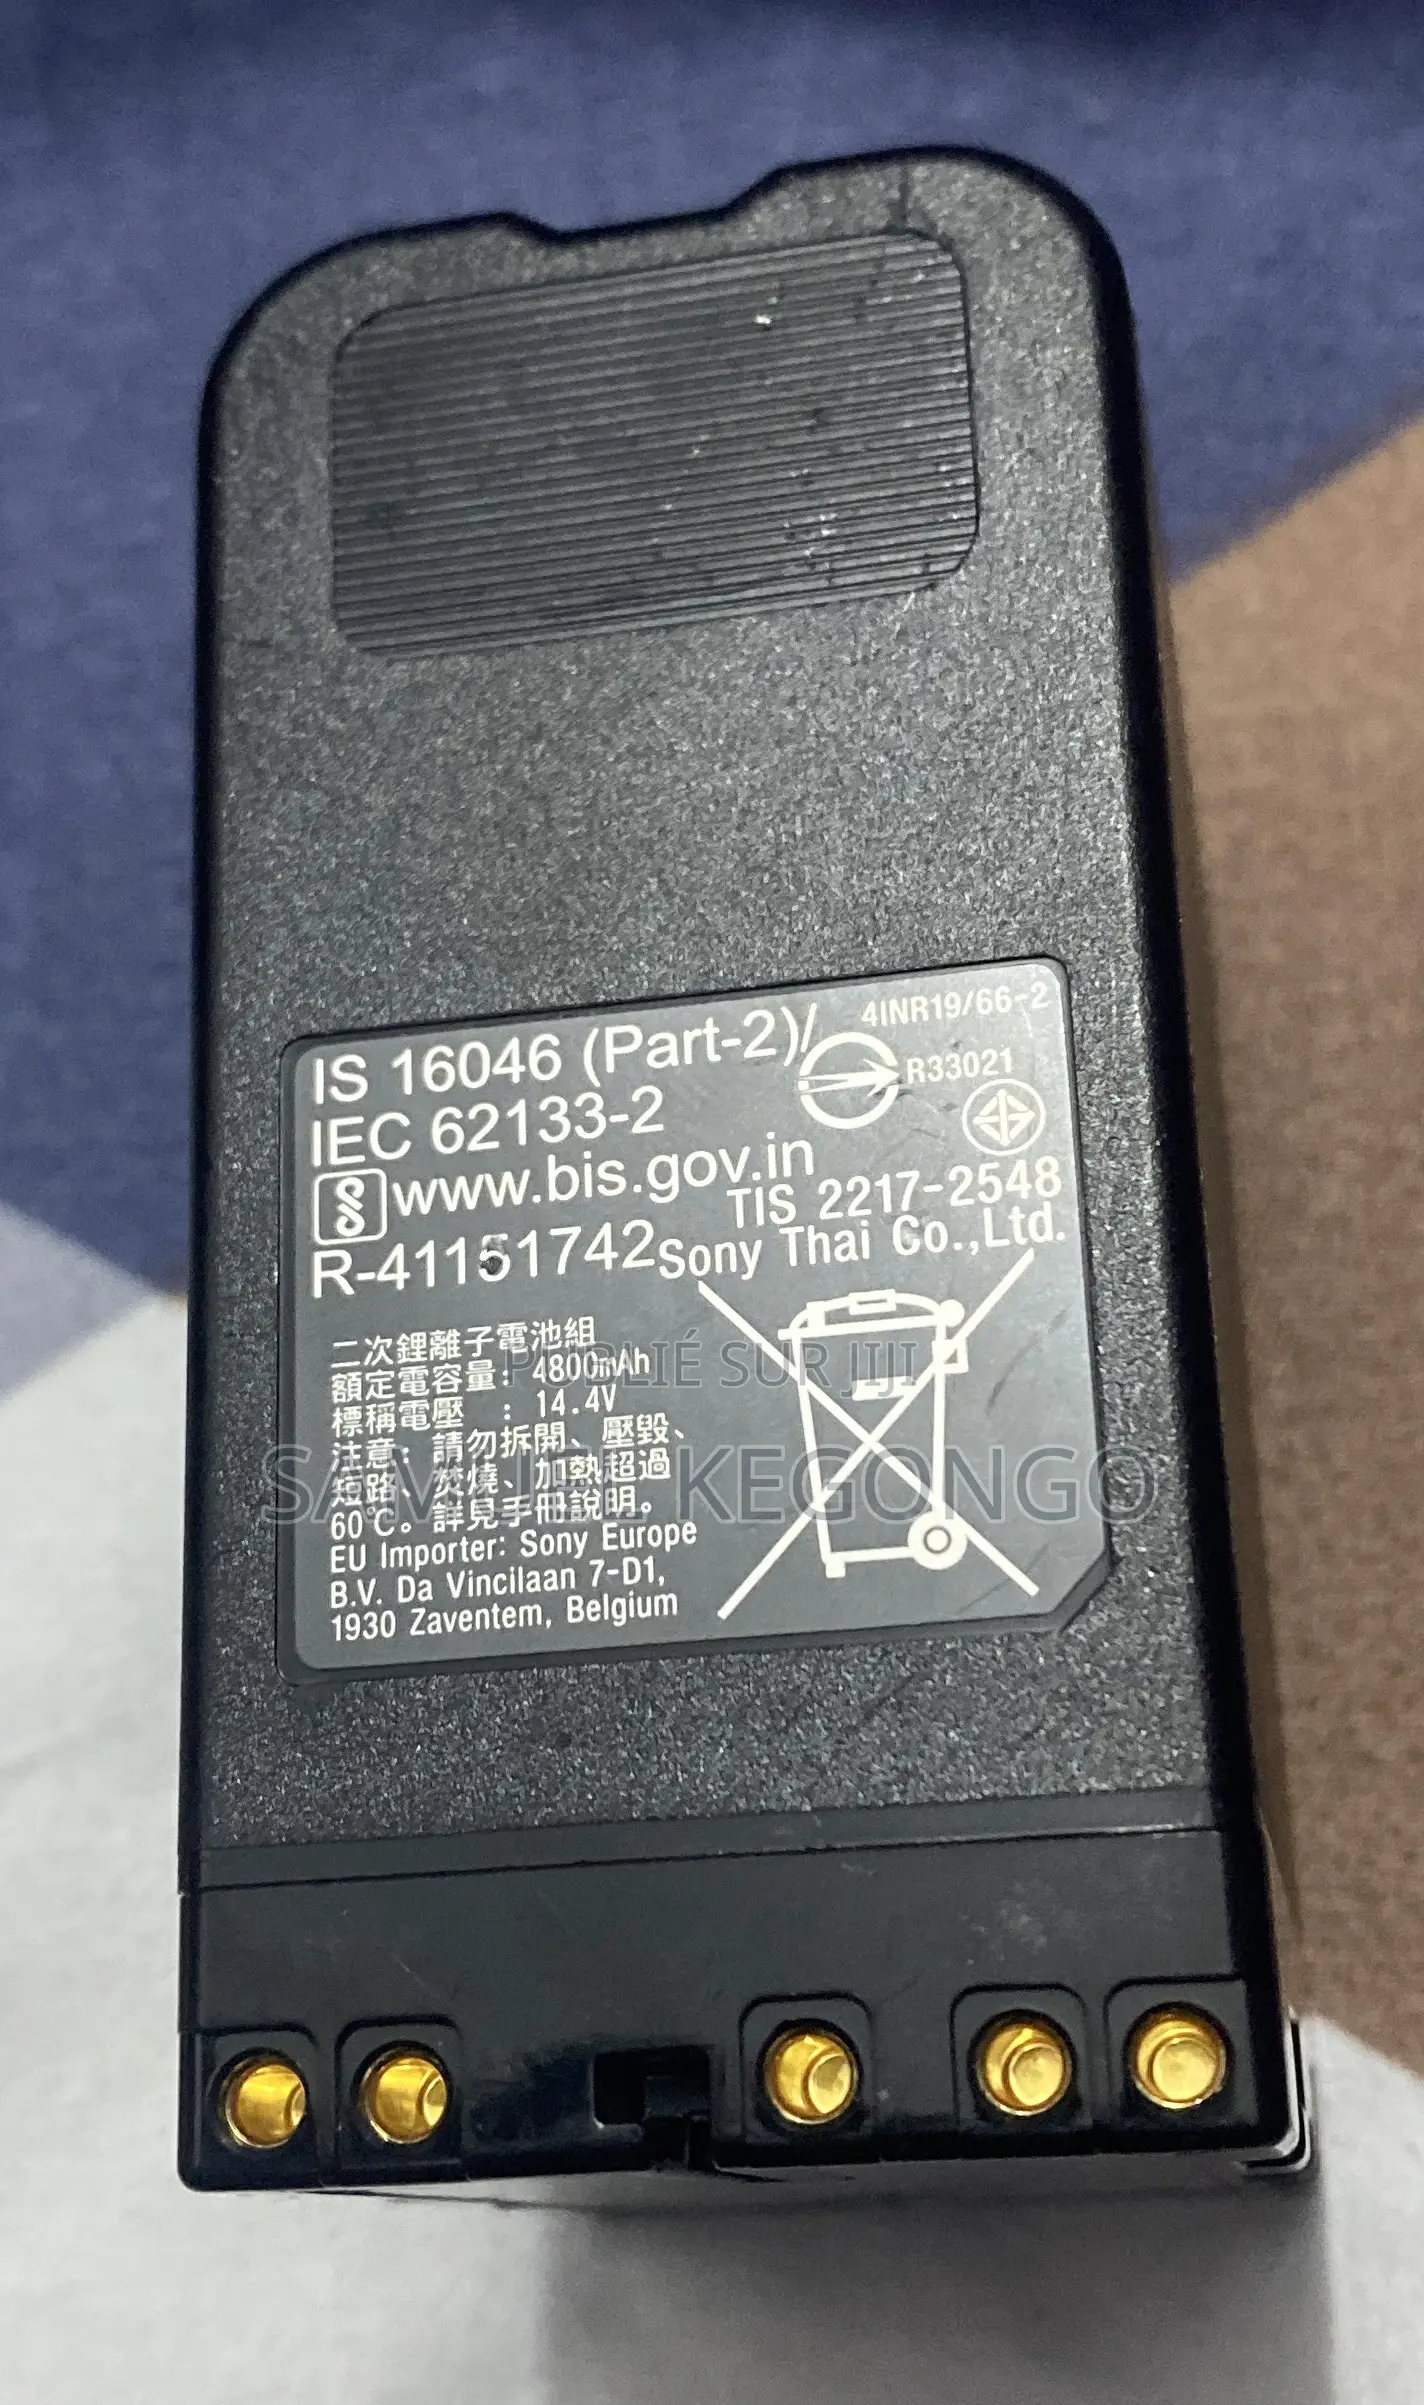 IS 16046 (Part-2)/
IEC 62133-2
www.bis.gov.in
R-41151742
4INR19/66-2
R33021
TIS 2217-2548
Sony Thai Co.,Ltd.
二次鋰離子電池組
額定電容量: 4800mAh
標稱電壓 : 14.4V
注意: 請勿拆開、壓毀、
短路、焚燒、加熱超過
60℃。詳見手冊說明。
EU Importer: Sony Europe
B.V. Da Vincilaan 7-D1,
1930 Zaventem, Belgium
PUBLIÉ SUR JIJI
SAMUEL KEGONGO